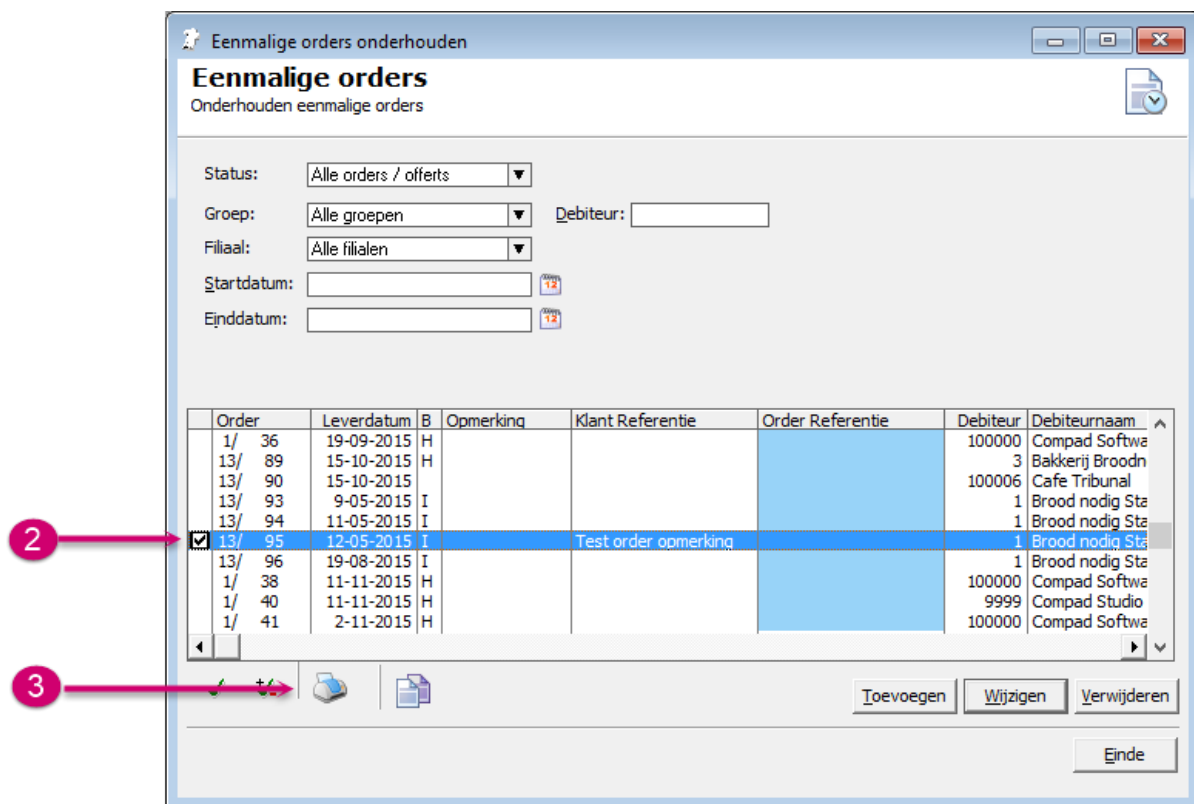 Eenmalige orders onderhouden
Eenmalige orders
Onderhouden eenmalige orders
Status: Alle orders / offerts
Groep: Alle groepen Debiteur:
Filiaal: Alle filialen
Startdatum: 12
Einddatum: 12
Order Leverdatum B Opmerking Klant Referentie Order Referentie Debiteur Debiteurnaam
1/ 36 19-09-2015 H 100000 Compad Softwa
13/ 89 15-10-2015 H 3 Bakkerij Broodn
13/ 90 15-10-2015 100006 Cafe Tribunal
13/ 93 9-05-2015 I 1 Brood nodig Sta
13/ 94 11-05-2015 I 1 Brood nodig Sta
2 13/ 95 12-05-2015 I Test order opmerking 1 Brood nodig Sta
13/ 96 19-08-2015 I 1 Brood nodig Sta
1/ 38 11-11-2015 H 100000 Compad Softwa
1/ 40 11-11-2015 H 9999 Compad Studio
1/ 41 2-11-2015 H 100000 Compad Softwa
3 Toevoegen Wijzigen Verwijderen
Einde